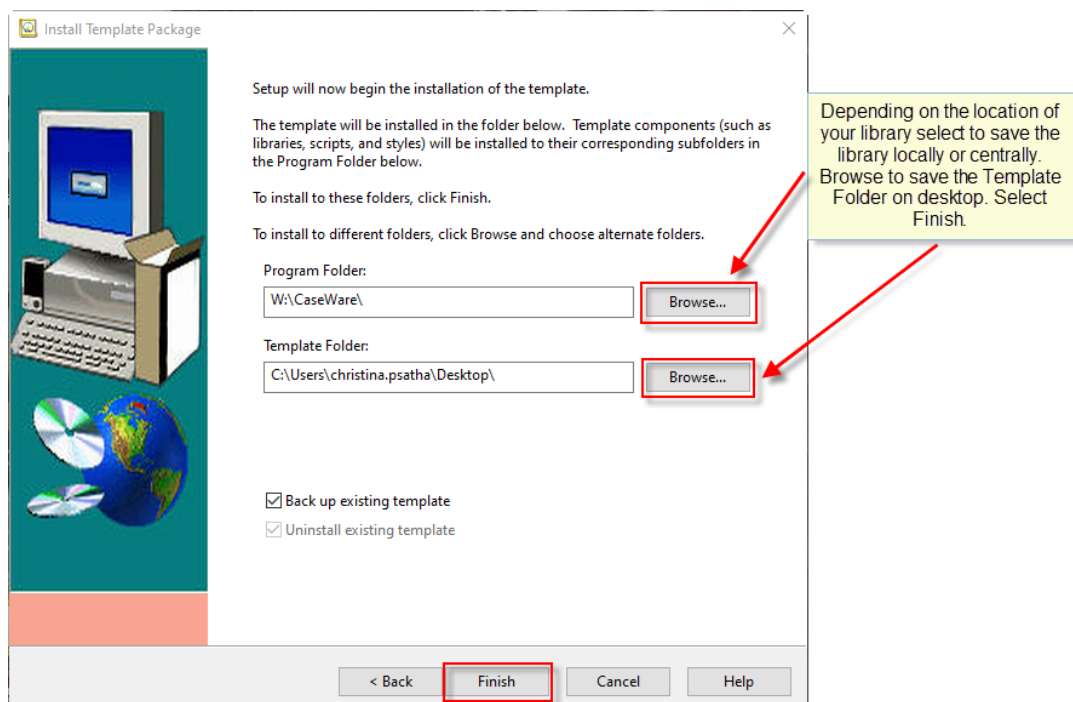 Install Template Package
Setup will now begin the installation of the template.
The template will be installed in the folder below. Template components (such as
libraries, scripts, and styles) will be installed to their corresponding subfolders in
the Program Folder below.
To install to these folders, click Finish.
To install to different folders, click Browse and choose alternate folders.
Program Folder:
W:\CaseWare\
Browse...
Template Folder:
C:\Users\christina.psatha\Desktop\
Browse...
Back up existing template
Uninstall existing template
< Back
Finish
Cancel
Help
Depending on the location of
your library select to save the
library locally or centrally.
Browse to save the Template
Folder on desktop. Select
Finish.